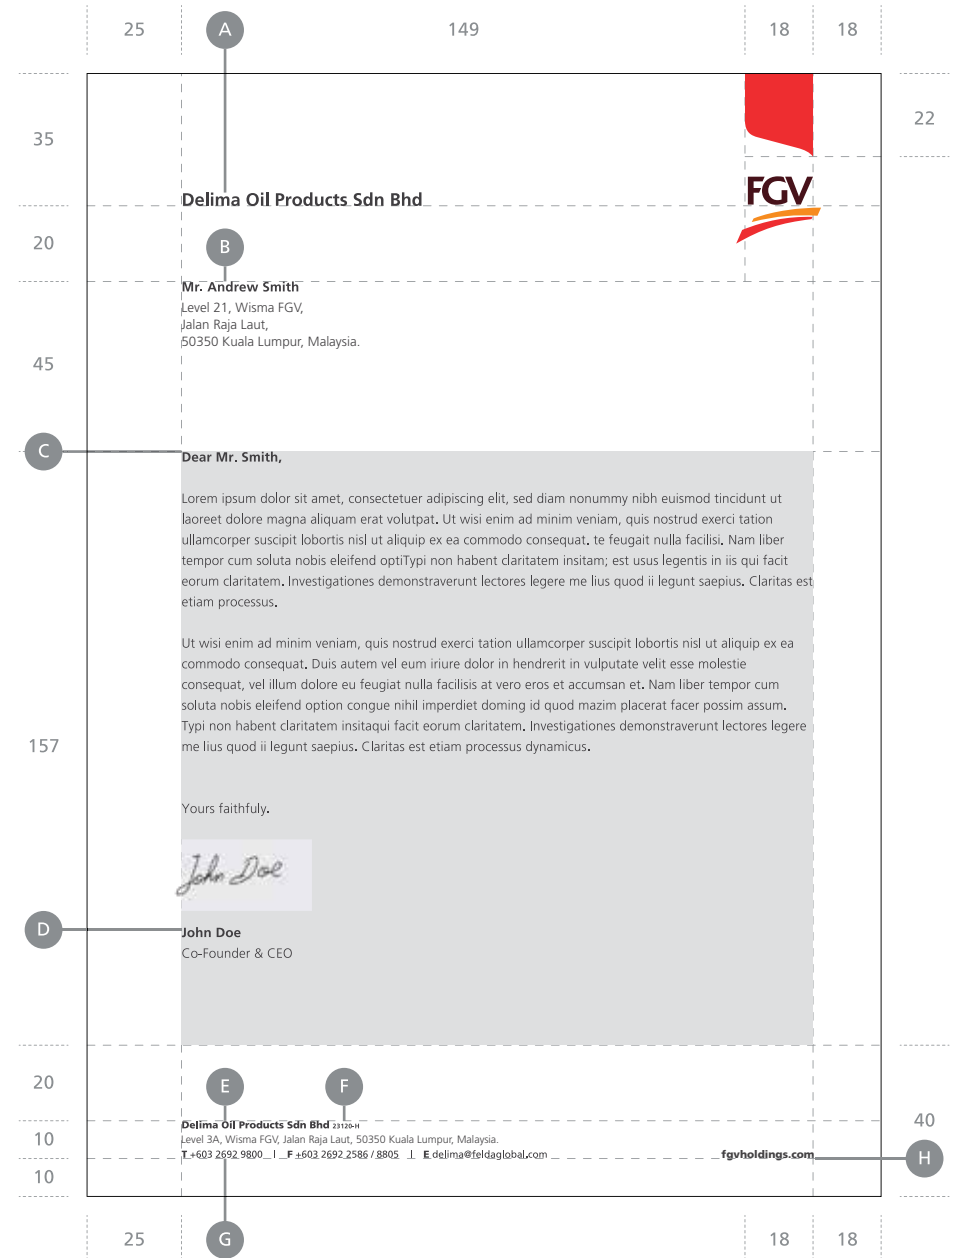 25 A 149 18 18
22
35
FGV
Delima Oil Products Sdn Bhd
20
B
Mr. Andrew Smith
Level 21, Wisma FGV,
Jalan Raja Laut,
50350 Kuala Lumpur, Malaysia.
45
C
Dear Mr. Smith,
Lorem ipsum dolor sit amet, consectetuer adipiscing elit, sed diam nonummy nibh euismod tincidunt ut
laoreet dolore magna aliquam erat volutpat. Ut wisi enim ad minim veniam, quis nostrud exerci tation
ullamcorper suscipit lobortis nisl ut aliquip ex ea commodo consequat. te feugait nulla facilisi. Nam liber
tempor cum soluta nobis eleifend optiTypi non habent claritatem insitam; est usus legentis in iis qui facit
eorum claritatem. Investigationes demonstraverunt lectores legere me lius quod ii legunt saepius. Claritas est
etiam processus.
Ut wisi enim ad minim veniam, quis nostrud exerci tation ullamcorper suscipit lobortis nisl ut aliquip ex ea
commodo consequat. Duis autem vel eum iriure dolor in hendrerit in vulputate velit esse molestie
consequat, vel illum dolore eu feugiat nulla facilisis at vero eros et accumsan et. Nam liber tempor cum
soluta nobis eleifend option congue nihil imperdiet doming id quod mazim placerat facer possim assum.
Typi non habent claritatem insitaqui facit eorum claritatem. Investigationes demonstraverunt lectores legere
me lius quod ii legunt saepius. Claritas est etiam processus dynamicus.
157
Yours faithfuly.
John Doe
D
John Doe
Co-Founder & CEO
20
E F
40
Delima Oil Products Sdn Bhd 23120-H
10
Level 3A, Wisma FGV, Jalan Raja Laut, 50350 Kuala Lumpur, Malaysia.
T +603 2692 9800 | F +603 2692 2586 / 8805 | E delima@feldaglobal.com fgvholdings.com
H
10
25 G 18 18